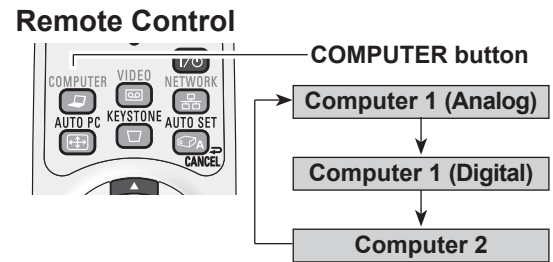 Remote Control
COMPUTER button
COMPUTER VIDEO NETWORK
AUTO PC KEYSTONE AUTO SET
CANCEL
Computer 1 (Analog)
Computer 1 (Digital)
Computer 2